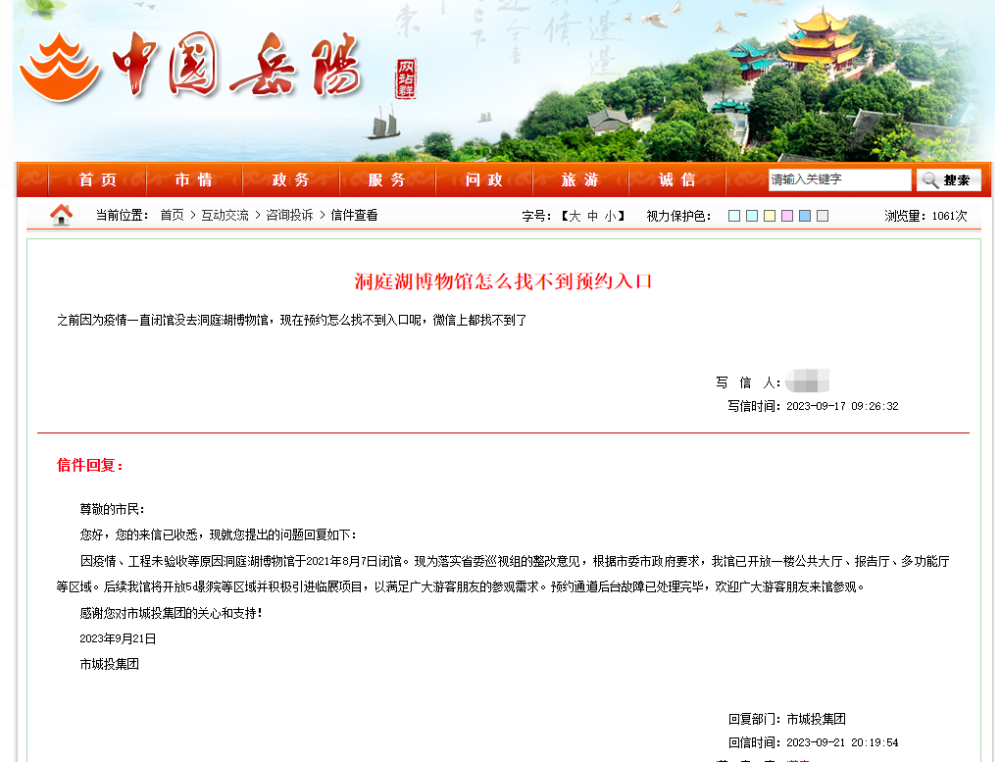 中国岳陽
网站群
首页 市情 政务 服务 问政 旅游 诚信 请输入关键字 搜索
当前位置： 首页 > 互动交流 > 咨询投诉 > 信件查看 字号：【大 中 小】 视力保护色： 浏览量：1061次
洞庭湖博物馆怎么找不到预约入口
之前因为疫情一直闭馆没去洞庭湖博物馆，现在预约怎么找不到入口呢，微信上都找不到了
写 信 人：
写信时间：2023-09-17 09:26:32
信件回复：
尊敬的市民：
您好，您的来信已收悉，现就您提出的问题回复如下：
因疫情、工程未验收等原因洞庭湖博物馆于2021年8月7日闭馆。现为落实省委巡视组的整改意见，根据市委市政府要求，我馆已开放一楼公共大厅、报告厅、多功能厅
等区域。后续我馆将开放5d影院等区域并积极引进临展项目，以满足广大游客朋友的参观需求。预约通道后台故障已处理完毕，欢迎广大游客朋友来馆参观。
感谢您对市城投集团的关心和支持！
2023年9月21日
市城投集团
回复部门：市城投集团
回信时间：2023-09-21 20:19:54